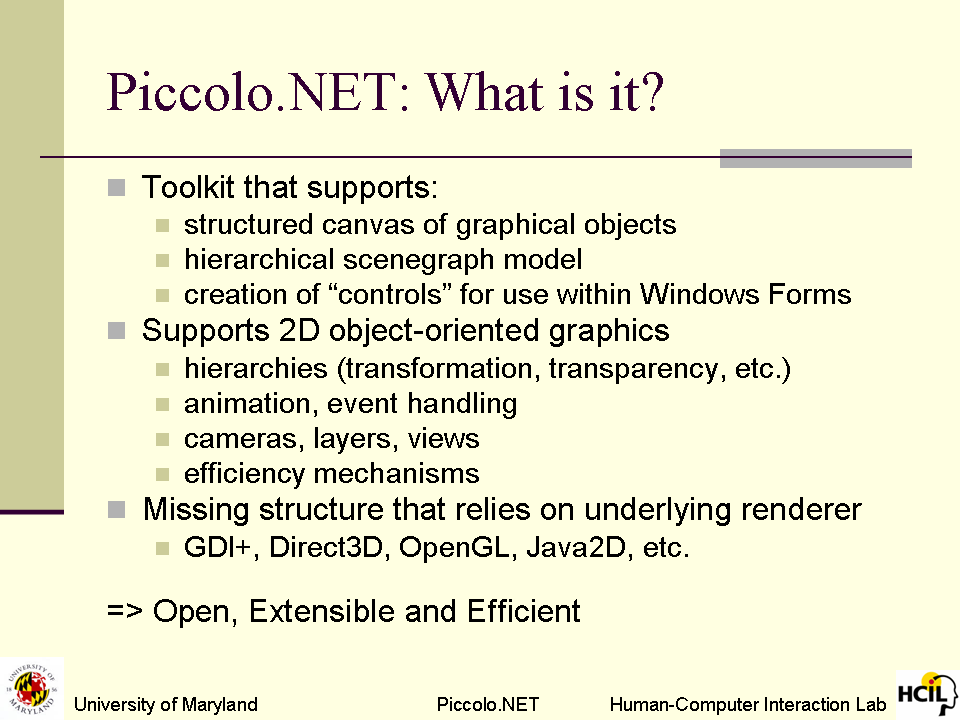 Piccolo.NET: What is it?
Toolkit that supports:
structured canvas of graphical objects
hierarchical scenegraph model
creation of “controls” for use within Windows Forms
Supports 2D object-oriented graphics
hierarchies (transformation, transparency, etc.)
animation, event handling
cameras, layers, views
efficiency mechanisms
Missing structure that relies on underlying renderer
GDI+, Direct3D, OpenGL, Java2D, etc.
=> Open, Extensible and Efficient
UNIVERSITY OF
18 56
MARYLAND
University of Maryland
Piccolo.NET
Human-Computer Interaction Lab
HCIL